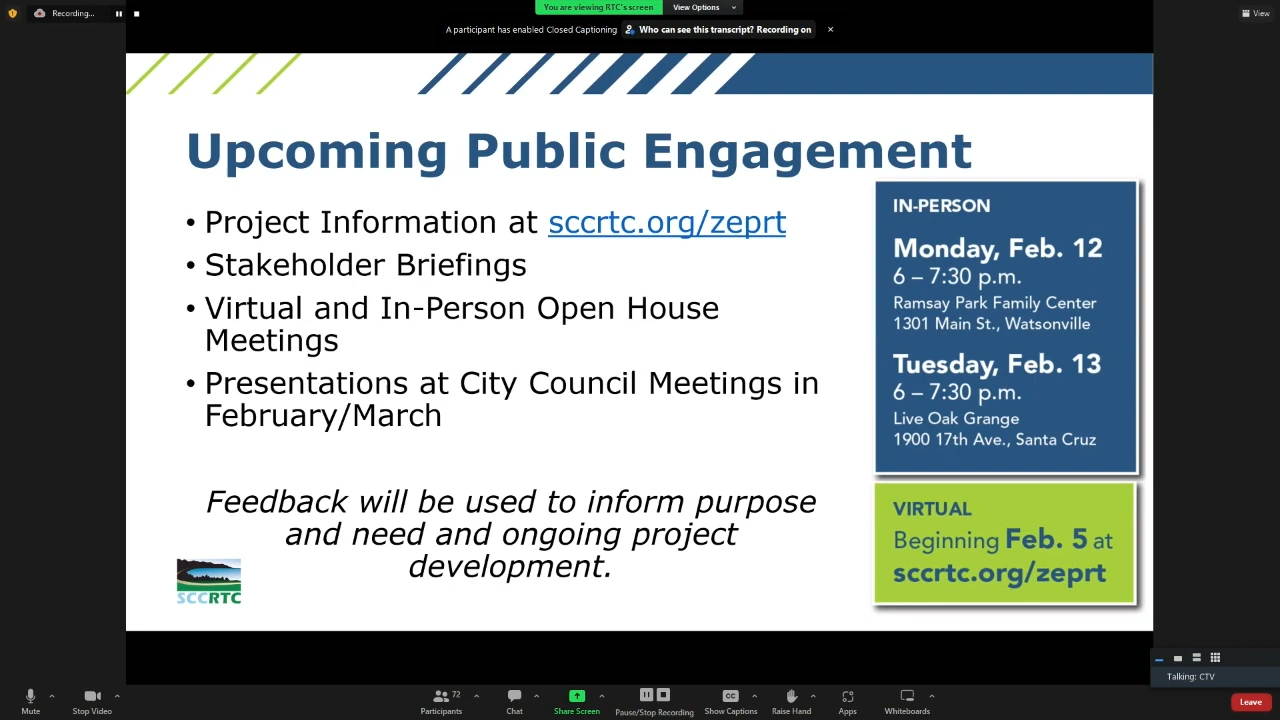 Recording...
You are viewing RTC's screen
View Options
View
A participant has enabled Closed Captioning
Who can see this transcript? Recording on
Upcoming Public Engagement
• Project Information at sccrtc.org/zeprt
• Stakeholder Briefings
• Virtual and In-Person Open House
Meetings
• Presentations at City Council Meetings in
February/March
Feedback will be used to inform purpose
and need and ongoing project
development.
SCCRTC
IN-PERSON
Monday, Feb. 12
6 – 7:30 p.m.
Ramsay Park Family Center
1301 Main St., Watsonville
Tuesday, Feb. 13
6 – 7:30 p.m.
Live Oak Grange
1900 17th Ave., Santa Cruz
VIRTUAL
Beginning Feb. 5 at
sccrtc.org/zeprt
Talking: CTV
Mute
Stop Video
72
Participants
Chat
Share Screen
Pause/Stop Recording
CC
Show Captions
Raise Hand
Apps
Whiteboards
Leave